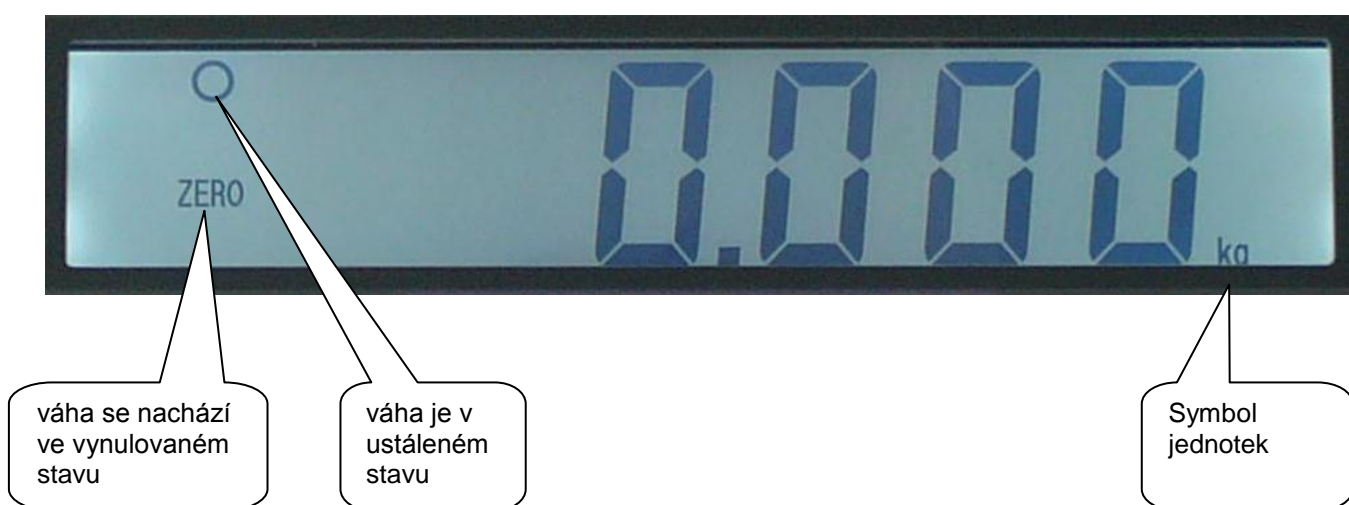 ZERO
0.000 kg
váha se nachází
ve vynulovaném
stavu
váha je v
ustáleném
stavu
Symbol
jednotek